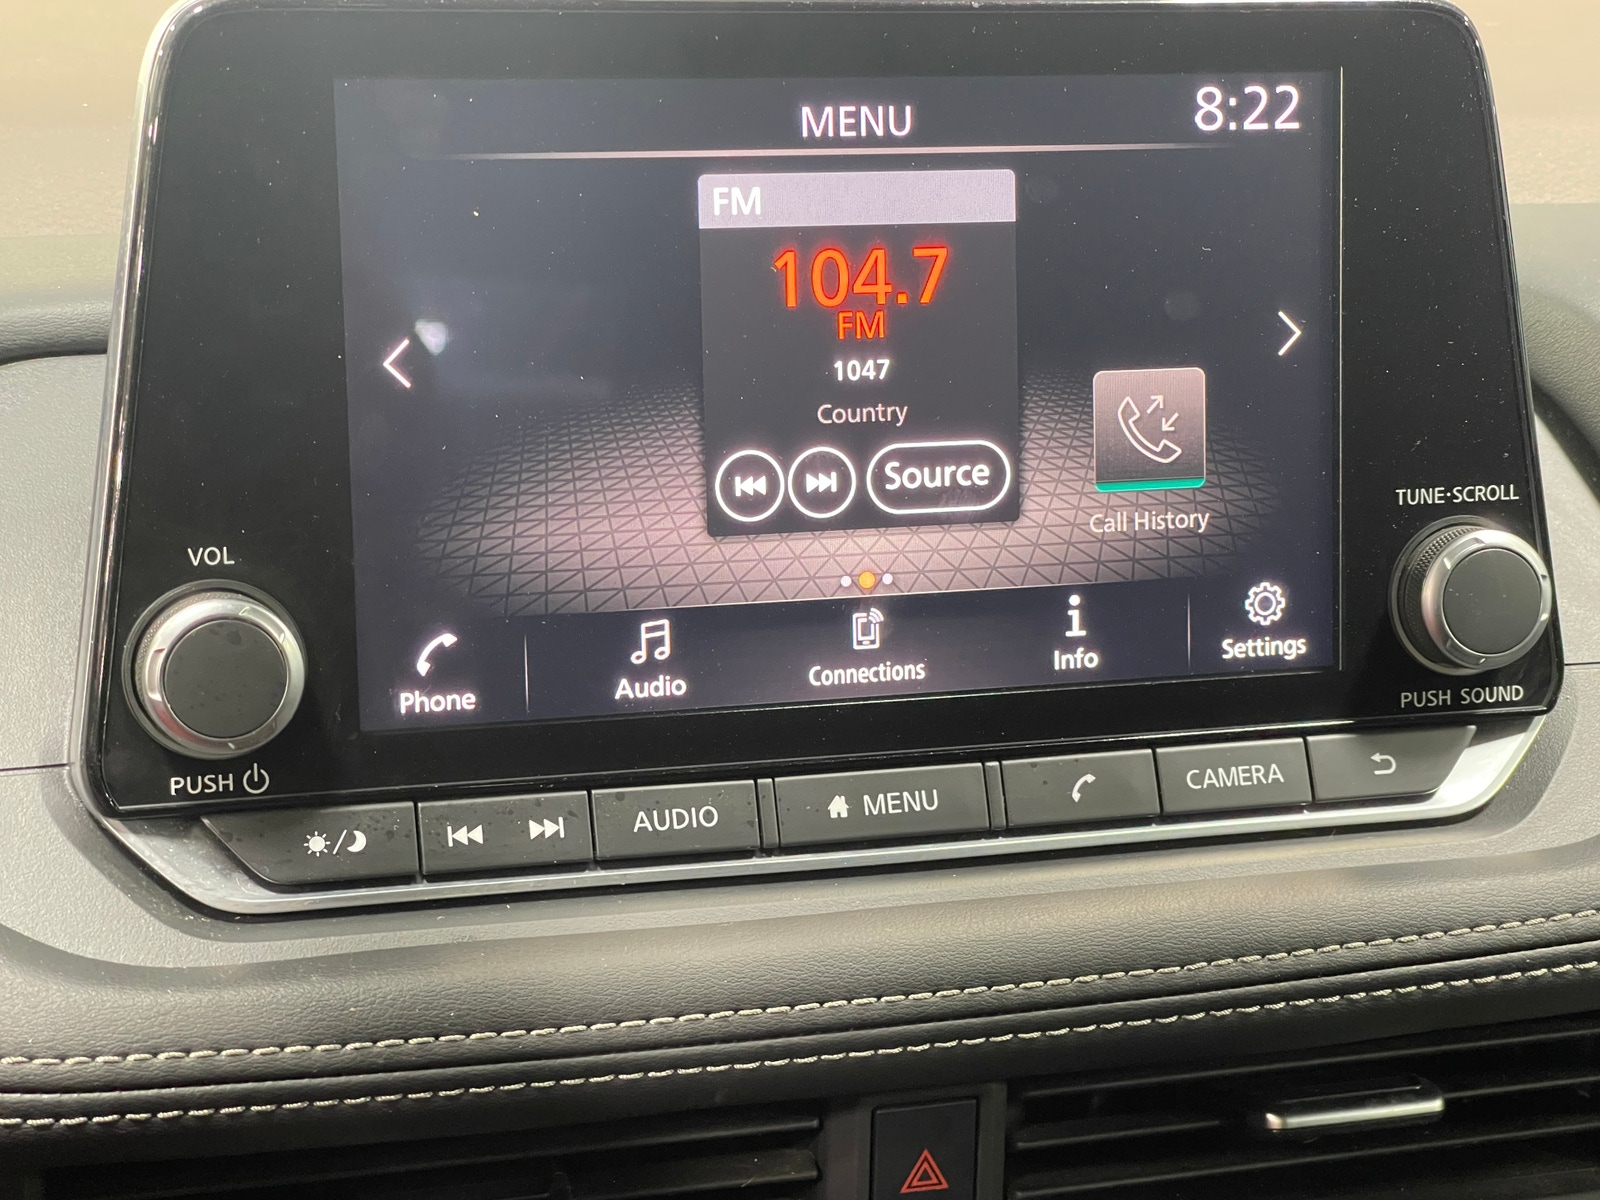 MENU
8:22
FM
104.7
FM
1047
Country
Source
Call History
TUNE·SCROLL
VOL
Phone
Audio
Connections
Info
Settings
PUSH SOUND
PUSH
AUDIO
MENU
CAMERA